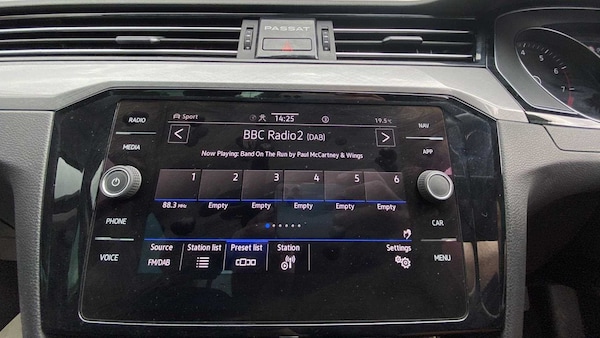 PASSAT
RADIO
MEDIA
PHONE
VOICE
Sport
14:25
19.5°C
BBC Radio2 (DAB)
Now Playing: Band On The Run by Paul McCartney & Wings
1 2 3 4 5 6
88.3 MHz Empty Empty Empty Empty Empty
Source Station list Preset list Station Settings
FM/DAB
NAV
APP
CAR
MENU